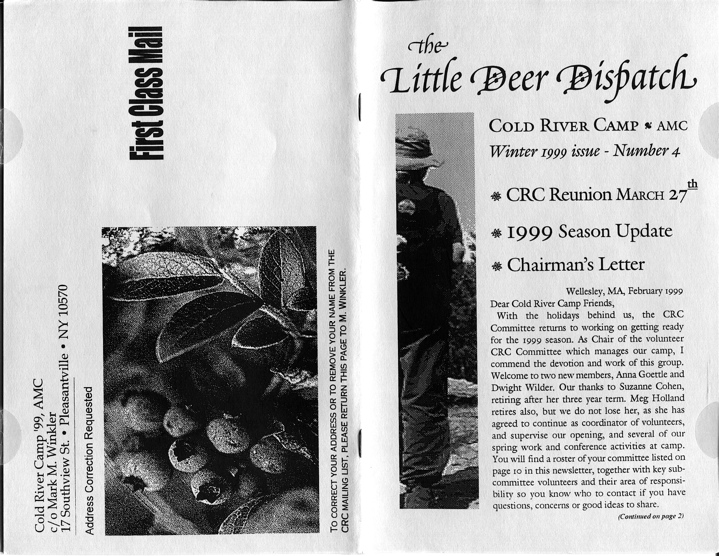 First Class Mail
Cold River Camp '99, AMC
c/o Mark M. Winkler
17 Southview St. • Pleasantville • NY 10570
Address Correction Requested
TO CORRECT YOUR ADDRESS OR TO REMOVE YOUR NAME FROM THE
CRC MAILING LIST, PLEASE RETURN THIS PAGE TO M. WINKLER.
the
Little Deer Dispatch
COLD RIVER CAMP AMC
Winter 1999 issue - Number 4
CRC Reunion MARCH 27th
1999 Season Update
Chairman's Letter
Wellesley, MA, February 1999
Dear Cold River Camp Friends,
With the holidays behind us, the CRC
Committee returns to working on getting ready
for the 1999 season. As Chair of the volunteer
CRC Committee which manages our camp, I
commend the devotion and work of this group.
Welcome to two new members, Anna Goettle and
Dwight Wilder. Our thanks to Suzanne Cohen,
retiring after her three year term. Meg Holland
retires also, but we do not lose her, as she has
agreed to continue as coordinator of volunteers,
and supervise our opening, and several of our
spring work and conference activities at camp.
You will find a roster of your committee listed on
page 10 in this newsletter, together with key sub-
committee volunteers and their area of responsi-
bility so you know who to contact if you have
questions, concerns or good ideas to share.
(Continued on page 2)